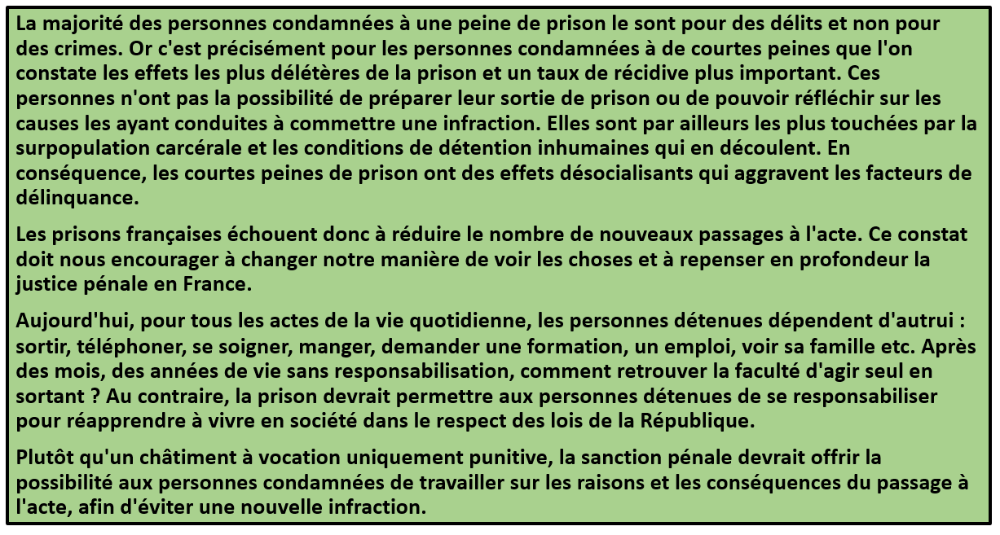 La majorité des personnes condamnées à une peine de prison le sont pour des délits et non pour
des crimes. Or c'est précisément pour les personnes condamnées à de courtes peines que l'on
constate les effets les plus délétères de la prison et un taux de récidive plus important. Ces
personnes n'ont pas la possibilité de préparer leur sortie de prison ou de pouvoir réfléchir sur les
causes les ayant conduites à commettre une infraction. Elles sont par ailleurs les plus touchées par la
surpopulation carcérale et les conditions de détention inhumaines qui en découlent. En
conséquence, les courtes peines de prison ont des effets désocialisants qui aggravent les facteurs de
délinquance.
Les prisons françaises échouent donc à réduire le nombre de nouveaux passages à l'acte. Ce constat
doit nous encourager à changer notre manière de voir les choses et à repenser en profondeur la
justice pénale en France.
Aujourd'hui, pour tous les actes de la vie quotidienne, les personnes détenues dépendent d'autrui :
sortir, téléphoner, se soigner, manger, demander une formation, un emploi, voir sa famille etc. Après
des mois, des années de vie sans responsabilisation, comment retrouver la faculté d'agir seul en
sortant ? Au contraire, la prison devrait permettre aux personnes détenues de se responsabiliser
pour réapprendre à vivre en société dans le respect des lois de la République.
Plutôt qu'un châtiment à vocation uniquement punitive, la sanction pénale devrait offrir la
possibilité aux personnes condamnées de travailler sur les raisons et les conséquences du passage à
l'acte, afin d'éviter une nouvelle infraction.